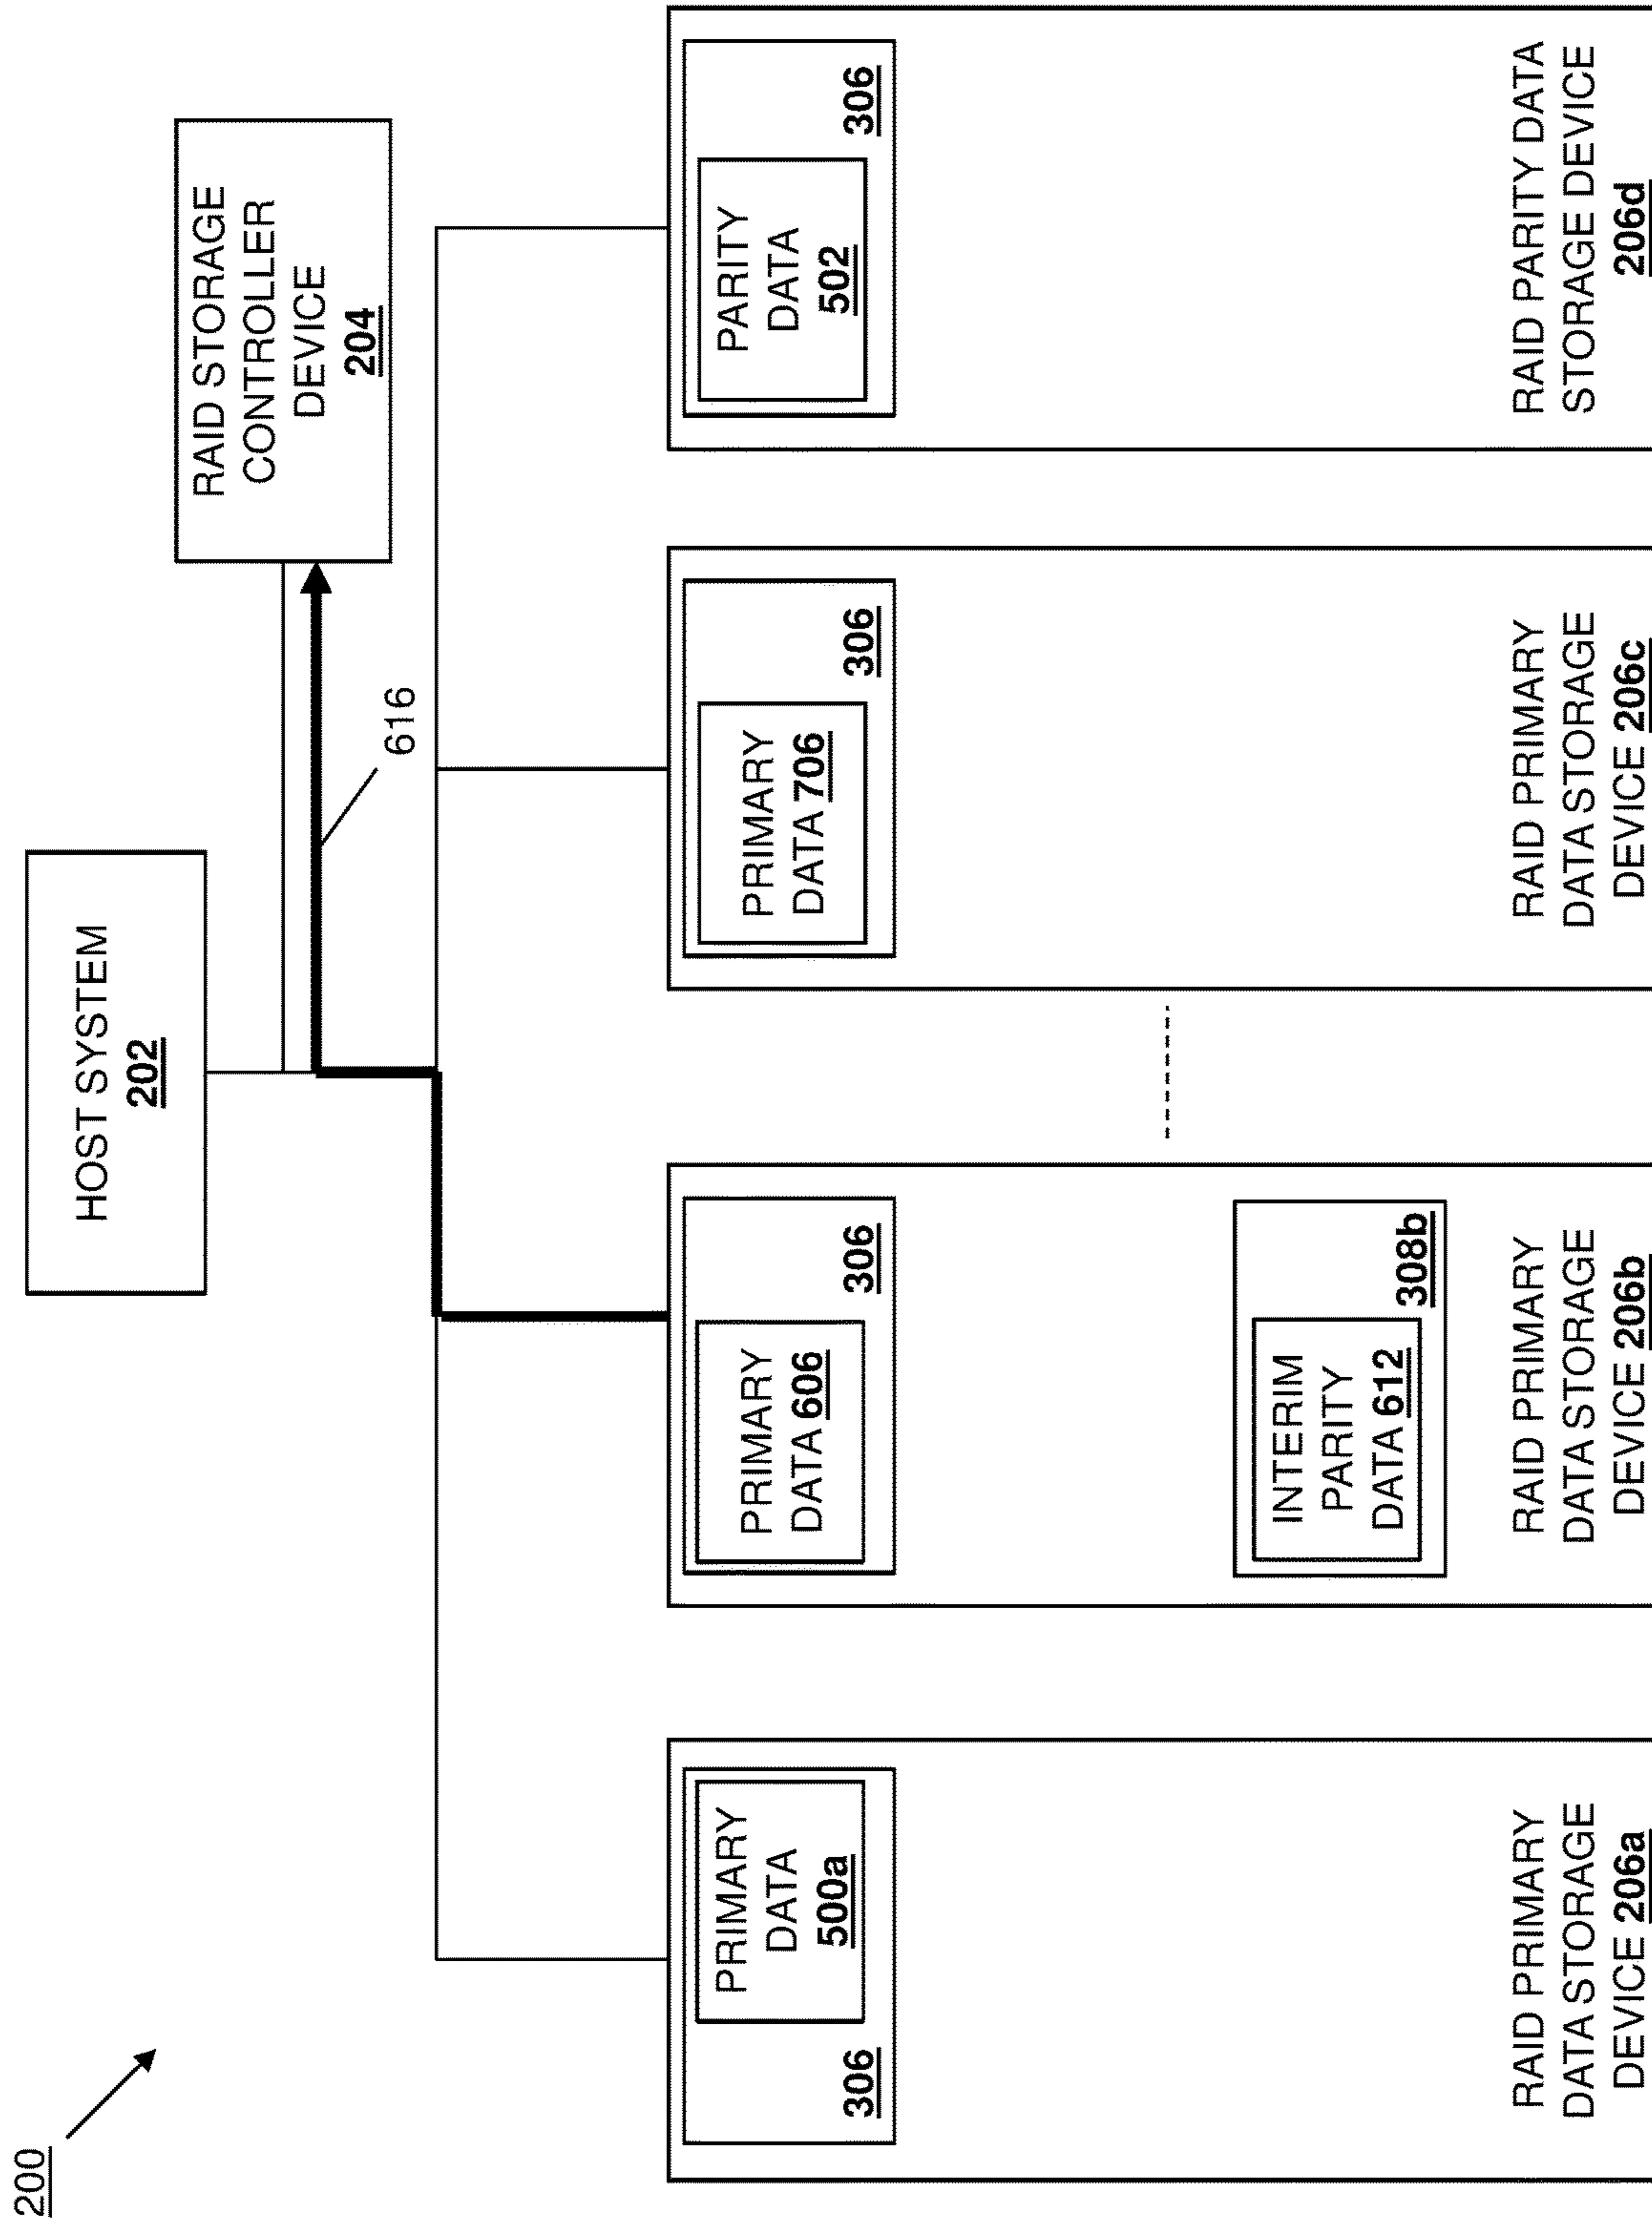 200
HOST SYSTEM
202
RAID STORAGE
CONTROLLER
DEVICE
204
616
PRIMARY
DATA
500a
306
RAID PRIMARY
DATA STORAGE
DEVICE 206a
PRIMARY
DATA 606
306
INTERIM
PARITY
DATA 612
308b
RAID PRIMARY
DATA STORAGE
DEVICE 206b
PRIMARY
DATA 706
306
RAID PRIMARY
DATA STORAGE
DEVICE 206c
PARITY
DATA
502
306
RAID PARITY DATA
STORAGE DEVICE
206d